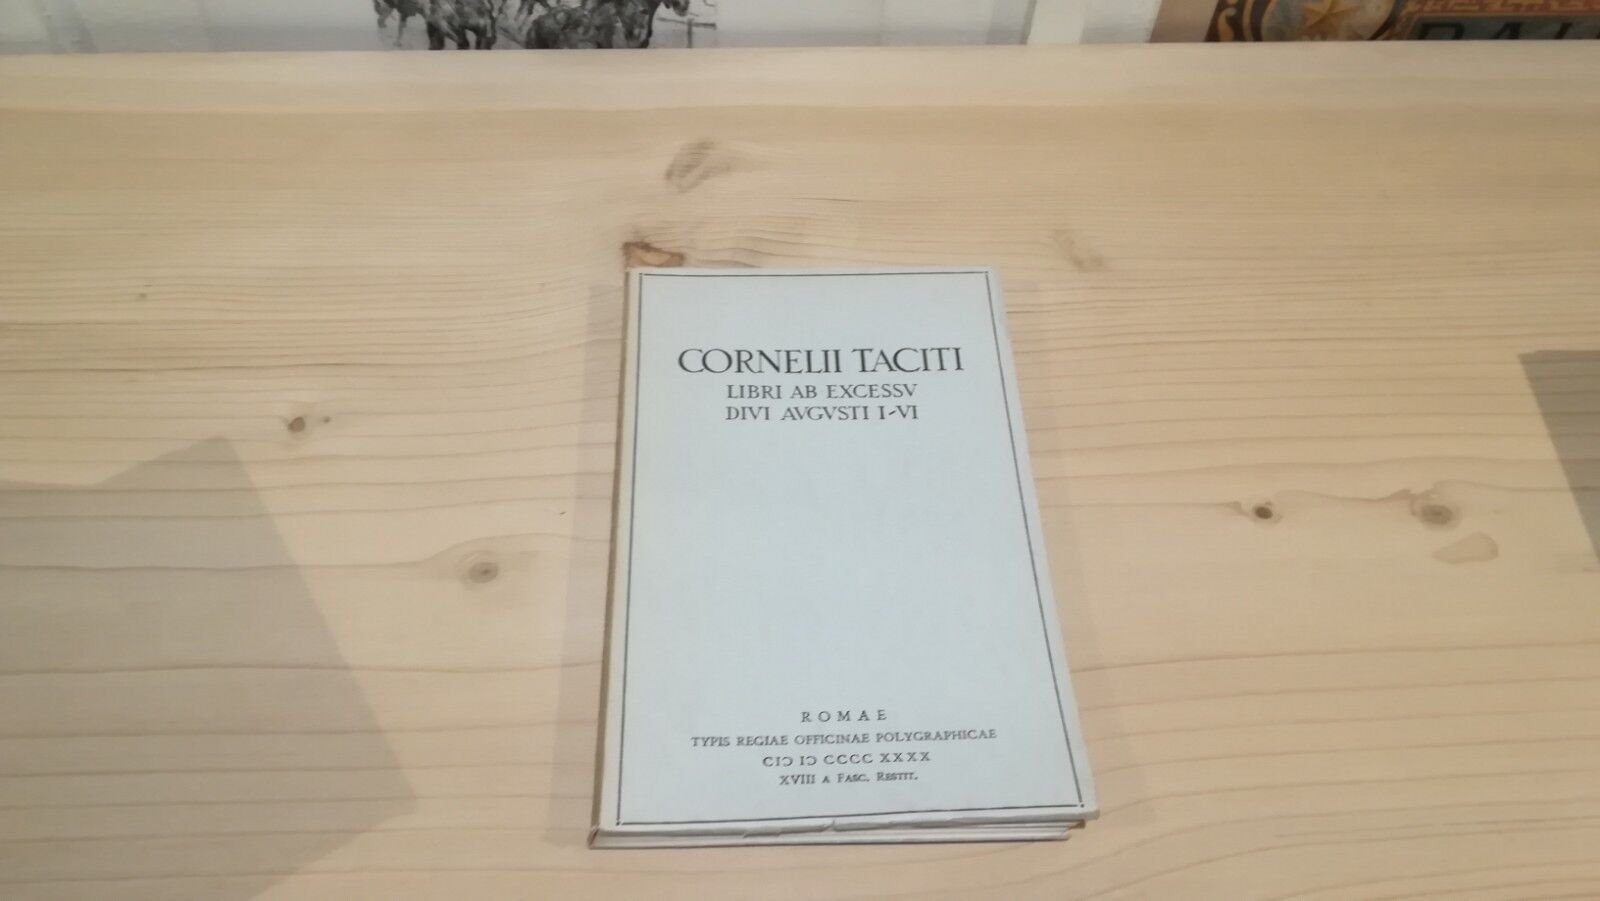 CORNELII TACITI
LIBRI AB EXCESSV
DIVI AVGVSTI I-VI
ROMAE
TYPIS REGIAE OFFICINAE POLYGRAPHICAE
CIↃ IↃ CCCC XXXX
XVIII A FASC. RESTIT.